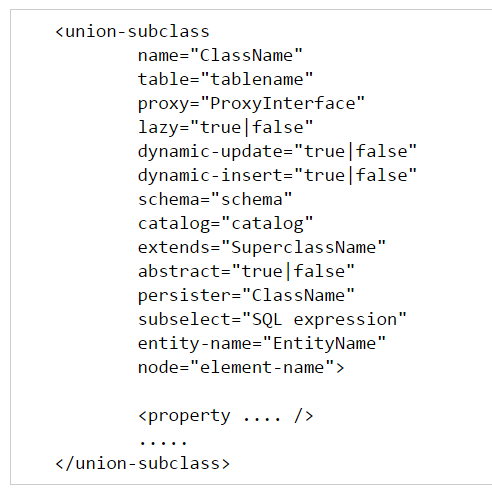 <union-subclass
name="ClassName"
table="tablename"
proxy="ProxyInterface"
lazy="true|false"
dynamic-update="true|false"
dynamic-insert="true|false"
schema="schema"
catalog="catalog"
extends="SuperclassName"
abstract="true|false"
persister="ClassName"
subselect="SQL expression"
entity-name="EntityName"
node="element-name">
<property .... />
.....
</union-subclass>